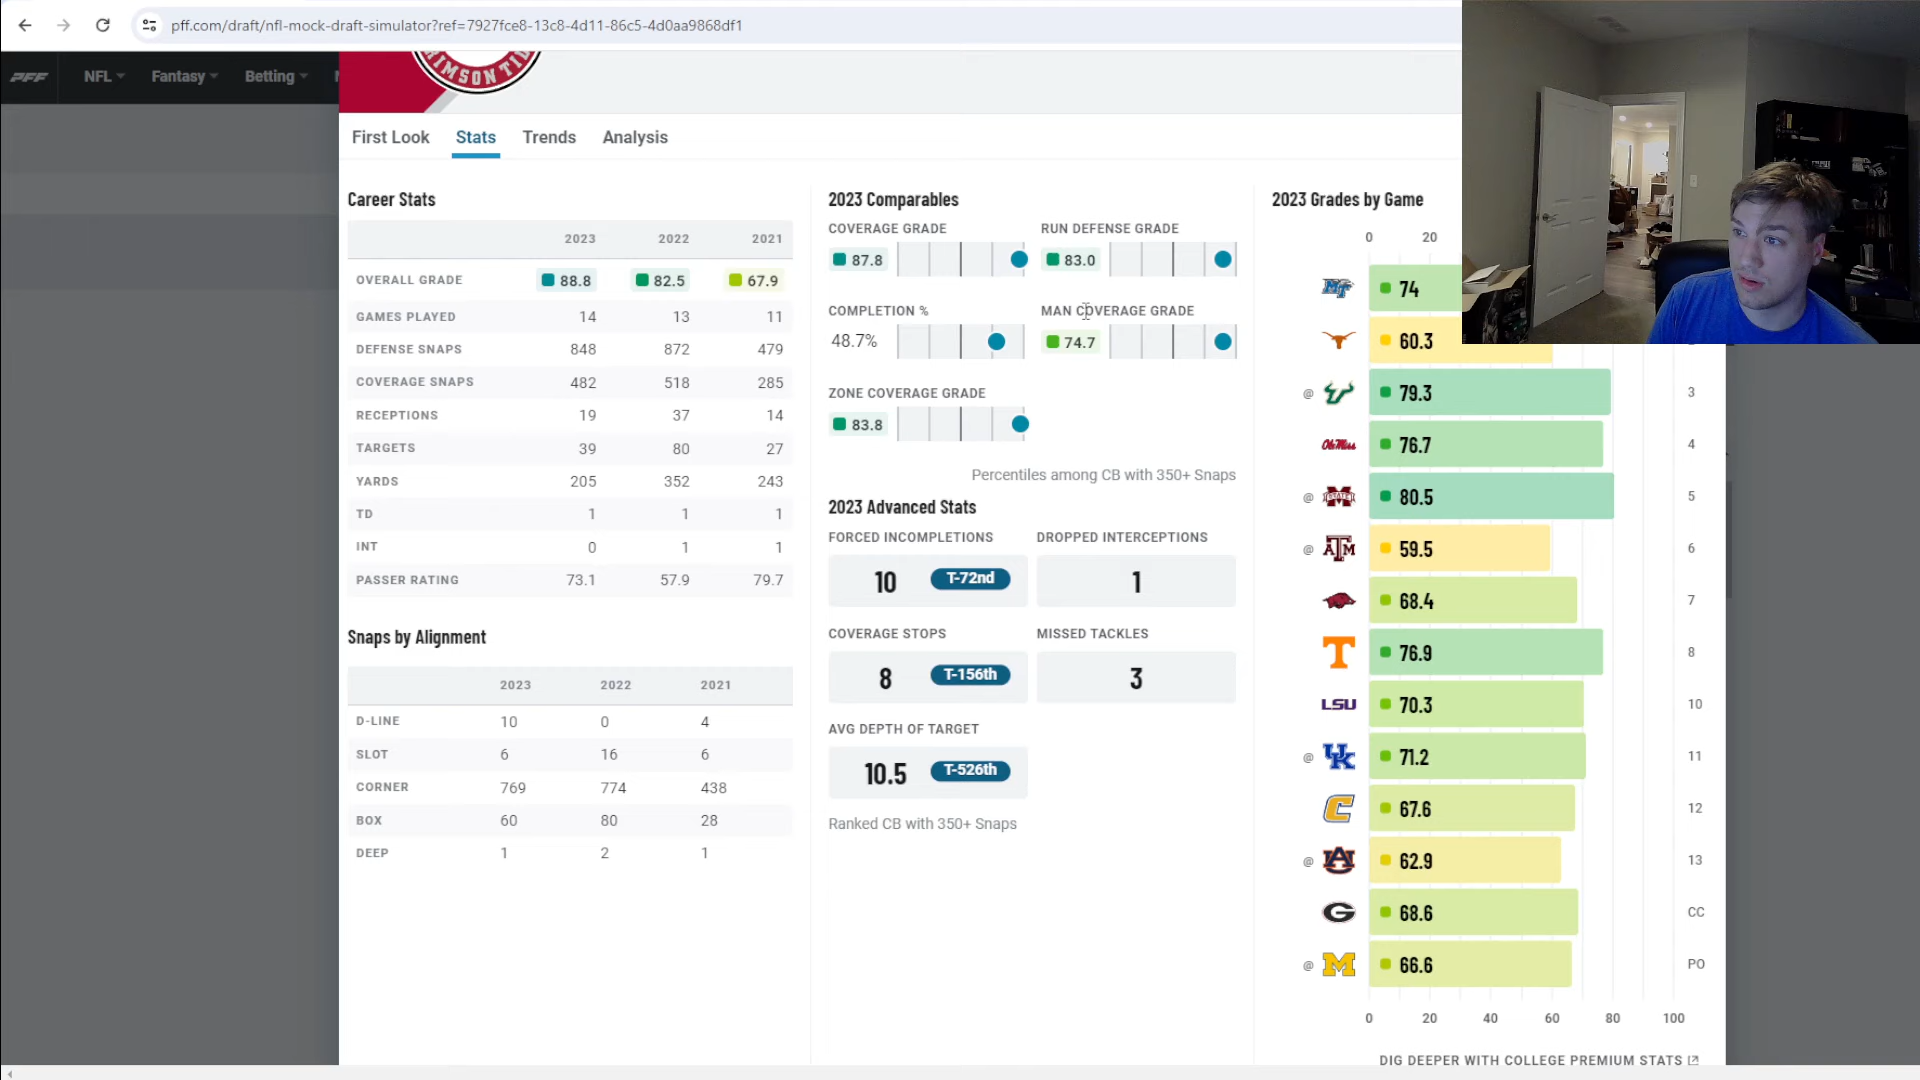 pff.com/draft/nfl-mock-draft-simulator?ref=7927fce8-13c8-4d11-86c5-4d0aa9868df1
PFF
NFL
Fantasy
Betting
CRIMSON TIDE
First Look
Stats
Trends
Analysis
Career Stats
2023 2022 2021
OVERALL GRADE 88.8 82.5 67.9
GAMES PLAYED 14 13 11
DEFENSE SNAPS 848 872 479
COVERAGE SNAPS 482 518 285
RECEPTIONS 19 37 14
TARGETS 39 80 27
YARDS 205 352 243
TD 1 1 1
INT 0 1 1
PASSER RATING 73.1 57.9 79.7
Snaps by Alignment
2023 2022 2021
D-LINE 10 0 4
SLOT 6 16 6
CORNER 769 774 438
BOX 60 80 28
DEEP 1 2 1
2023 Comparables
COVERAGE GRADE RUN DEFENSE GRADE
87.8 83.0
COMPLETION % MAN COVERAGE GRADE
48.7% 74.7
ZONE COVERAGE GRADE
83.8
Percentiles among CB with 350+ Snaps
2023 Advanced Stats
FORCED INCOMPLETIONS DROPPED INTERCEPTIONS
10 T-72nd 1
COVERAGE STOPS MISSED TACKLES
8 T-156th 3
AVG DEPTH OF TARGET
10.5 T-526th
Ranked CB with 350+ Snaps
2023 Grades by Game
0 20
MT 74
60.3
@ 79.3 3
Ole Miss 76.7 4
@ STATE 80.5 5
@ ATM 59.5 6
68.4 7
T 76.9 8
LSU 70.3 10
@ UK 71.2 11
C 67.6 12
@ AU 62.9 13
G 68.6 CC
@ M 66.6 PO
0 20 40 60 80 100
DIG DEEPER WITH COLLEGE PREMIUM STATS